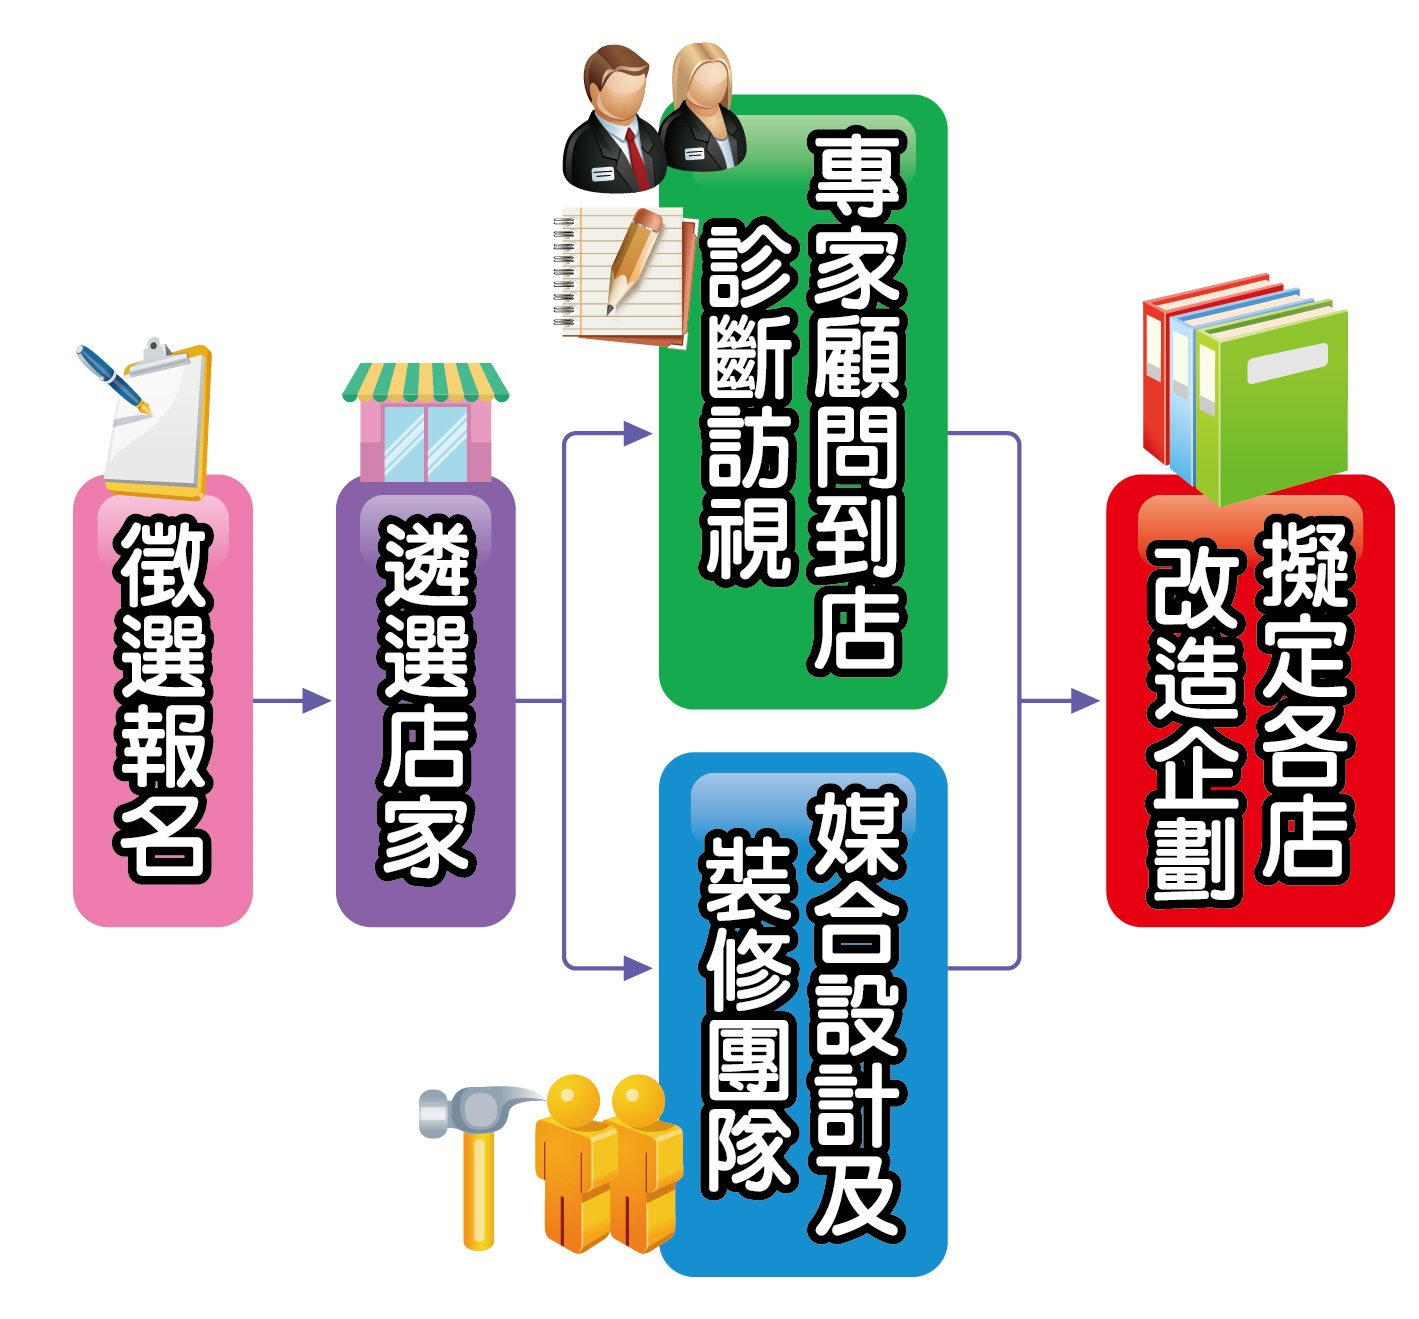 徵選報名
遴選店家
專家顧問到店
診斷訪視
媒合設計及
裝修團隊
擬定各店
改造企劃